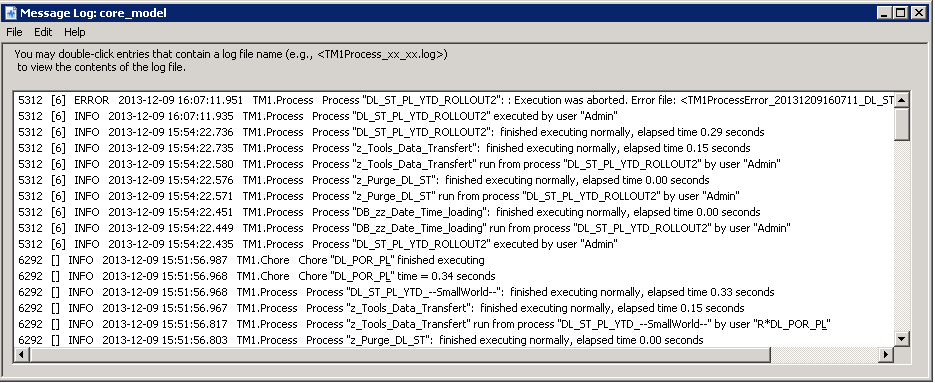 Message Log: core_model
File Edit Help
You may double-click entries that contain a log file name (e.g., <TM1Process_xx_xx.log>)
to view the contents of the log file.
5312 [6] ERROR 2013-12-09 16:07:11.951 TM1.Process Process "DL_ST_PL_YTD_ROLLOUT2": : Execution was aborted. Error file: <TM1ProcessError_20131209160711_DL_ST
5312 [6] INFO 2013-12-09 16:07:11.935 TM1.Process Process "DL_ST_PL_YTD_ROLLOUT2" executed by user "Admin"
5312 [6] INFO 2013-12-09 15:54:22.736 TM1.Process Process "DL_ST_PL_YTD_ROLLOUT2": finished executing normally, elapsed time 0.29 seconds
5312 [6] INFO 2013-12-09 15:54:22.735 TM1.Process Process "z_Tools_Data_Transfert": finished executing normally, elapsed time 0.15 seconds
5312 [6] INFO 2013-12-09 15:54:22.580 TM1.Process Process "z_Tools_Data_Transfert" run from process "DL_ST_PL_YTD_ROLLOUT2" by user "Admin"
5312 [6] INFO 2013-12-09 15:54:22.576 TM1.Process Process "z_Purge_DL_ST": finished executing normally, elapsed time 0.00 seconds
5312 [6] INFO 2013-12-09 15:54:22.571 TM1.Process Process "z_Purge_DL_ST" run from process "DL_ST_PL_YTD_ROLLOUT2" by user "Admin"
5312 [6] INFO 2013-12-09 15:54:22.451 TM1.Process Process "DB_zz_Date_Time_loading": finished executing normally, elapsed time 0.00 seconds
5312 [6] INFO 2013-12-09 15:54:22.449 TM1.Process Process "DB_zz_Date_Time_loading" run from process "DL_ST_PL_YTD_ROLLOUT2" by user "Admin"
5312 [6] INFO 2013-12-09 15:54:22.435 TM1.Process Process "DL_ST_PL_YTD_ROLLOUT2" executed by user "Admin"
6292 [] INFO 2013-12-09 15:51:56.987 TM1.Chore Chore "DL_POR_PL" finished executing
6292 [] INFO 2013-12-09 15:51:56.968 TM1.Chore Chore "DL_POR_PL" time = 0.34 seconds
6292 [] INFO 2013-12-09 15:51:56.968 TM1.Process Process "DL_ST_PL_YTD_--SmallWorld--": finished executing normally, elapsed time 0.33 seconds
6292 [] INFO 2013-12-09 15:51:56.967 TM1.Process Process "z_Tools_Data_Transfert": finished executing normally, elapsed time 0.15 seconds
6292 [] INFO 2013-12-09 15:51:56.817 TM1.Process Process "z_Tools_Data_Transfert" run from process "DL_ST_PL_YTD_--SmallWorld--" by user "R*DL_POR_PL"
6292 [] INFO 2013-12-09 15:51:56.803 TM1.Process Process "z_Purge_DL_ST": finished executing normally, elapsed time 0.00 seconds